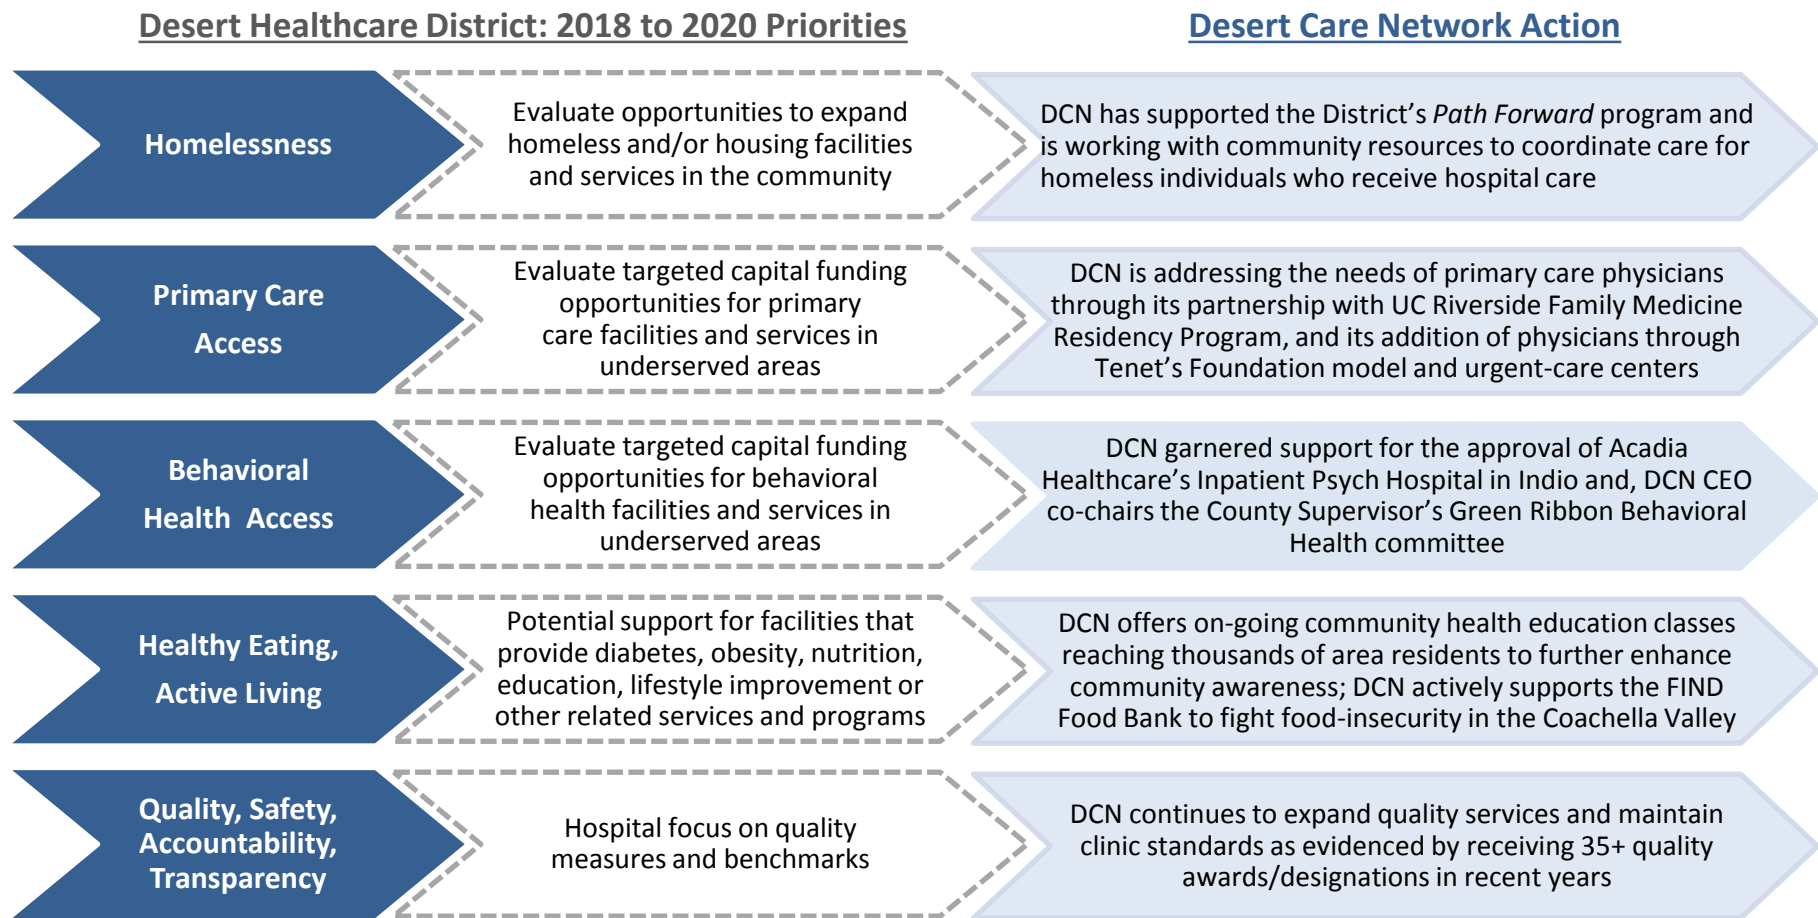 Desert Healthcare District: 2018 to 2020 Priorities
Desert Care Network Action
Homelessness
Evaluate opportunities to expand
homeless and/or housing facilities
and services in the community
DCN has supported the District’s Path Forward program and
is working with community resources to coordinate care for
homeless individuals who receive hospital care
Primary Care
Access
Evaluate targeted capital funding
opportunities for primary
care facilities and services in
underserved areas
DCN is addressing the needs of primary care physicians
through its partnership with UC Riverside Family Medicine
Residency Program, and its addition of physicians through
Tenet’s Foundation model and urgent-care centers
Behavioral
Health Access
Evaluate targeted capital funding
opportunities for behavioral
health facilities and services in
underserved areas
DCN garnered support for the approval of Acadia
Healthcare’s Inpatient Psych Hospital in Indio and, DCN CEO
co-chairs the County Supervisor’s Green Ribbon Behavioral
Health committee
Healthy Eating,
Active Living
Potential support for facilities that
provide diabetes, obesity, nutrition,
education, lifestyle improvement or
other related services and programs
DCN offers on-going community health education classes
reaching thousands of area residents to further enhance
community awareness; DCN actively supports the FIND
Food Bank to fight food-insecurity in the Coachella Valley
Quality, Safety,
Accountability,
Transparency
Hospital focus on quality
measures and benchmarks
DCN continues to expand quality services and maintain
clinic standards as evidenced by receiving 35+ quality
awards/designations in recent years